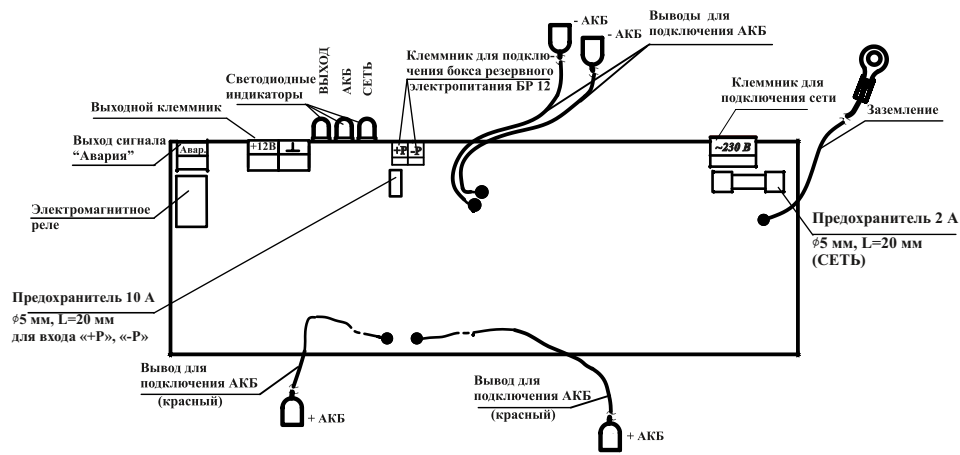 - АКБ
- АКБ
Выводы для
подключения АКБ
Клеммник для подклю-
чения бокса резервного
электропитания БР 12
ВЫХОД
АКБ
СЕТЬ
Светодиодные
индикаторы
Выходной клеммник
Клеммник для
подключения сети
Заземление
Выход сигнала
“Авария”
Авар.
+12В
⊥
+Р
-Р
~230 В
Электромагнитное
реле
Предохранитель 2 А
∅5 мм, L=20 мм
(СЕТЬ)
Предохранитель 10 А
∅5 мм, L=20 мм
для входа «+Р», «-Р»
Вывод для
подключения АКБ
(красный)
+ АКБ
Вывод для
подключения АКБ
(красный)
+ АКБ